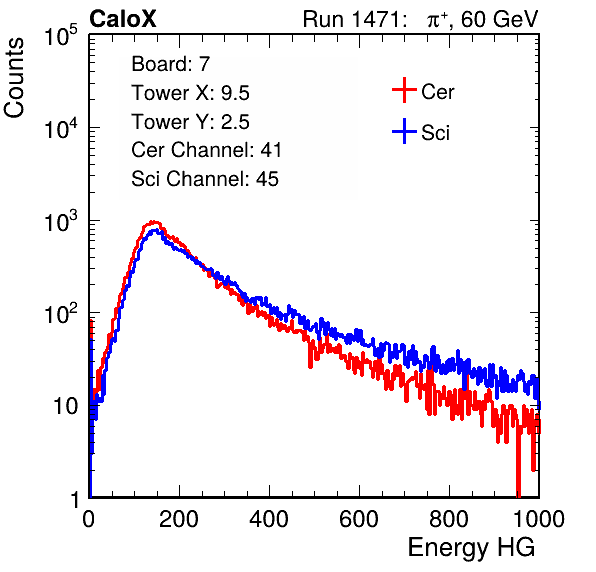 CaloX Run 1471: π⁺, 60 GeV
Counts
10⁵
10⁴
10³
10²
10
1
Board: 7
Tower X: 9.5
Tower Y: 2.5
Cer Channel: 41
Sci Channel: 45
Cer
Sci
0 200 400 600 800 1000
Energy HG